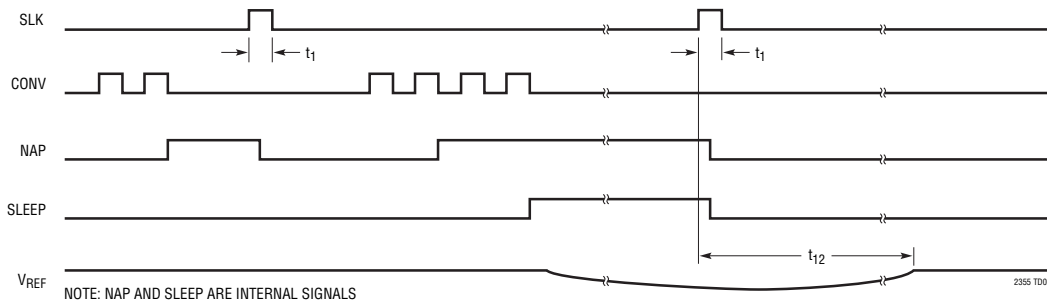 SLK
t1
t1
CONV
NAP
SLEEP
t12
VREF
NOTE: NAP AND SLEEP ARE INTERNAL SIGNALS
2355 TD0